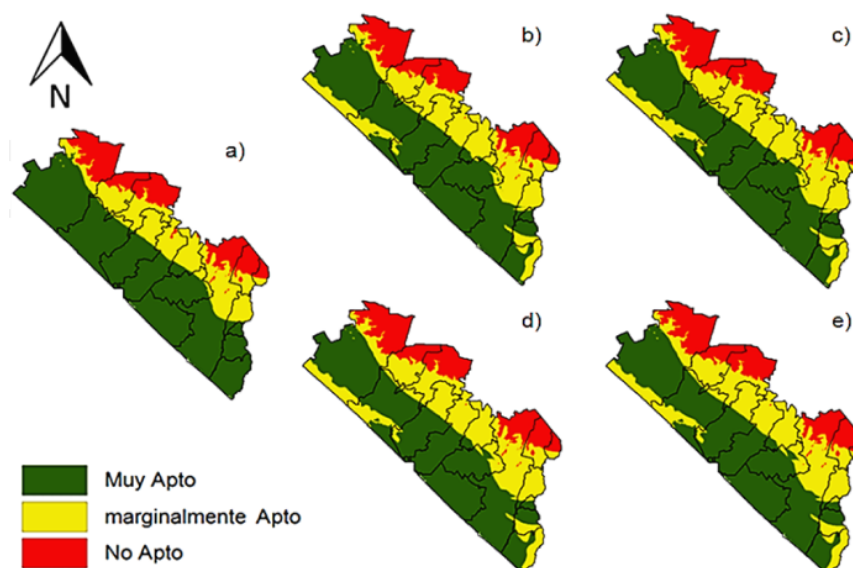 N
a)
b)
c)
d)
e)
Muy Apto
marginalmente Apto
No Apto